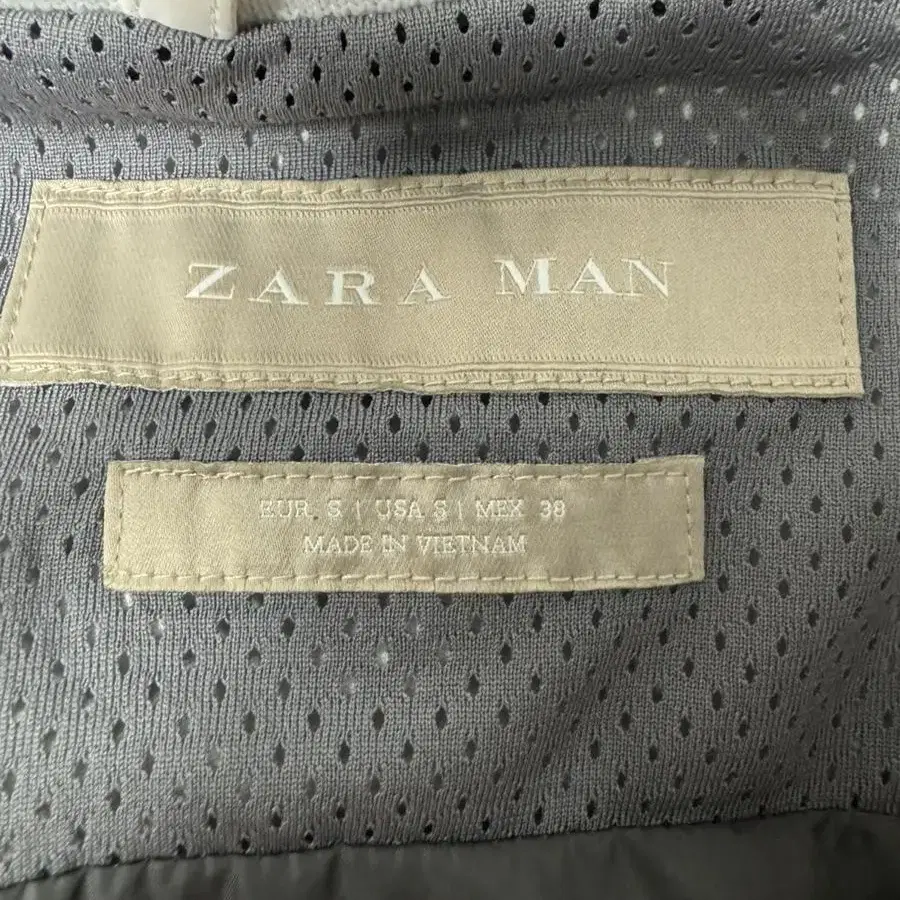 ZARA MAN
EUR S | USA S | MEX 38
MADE IN VIETNAM